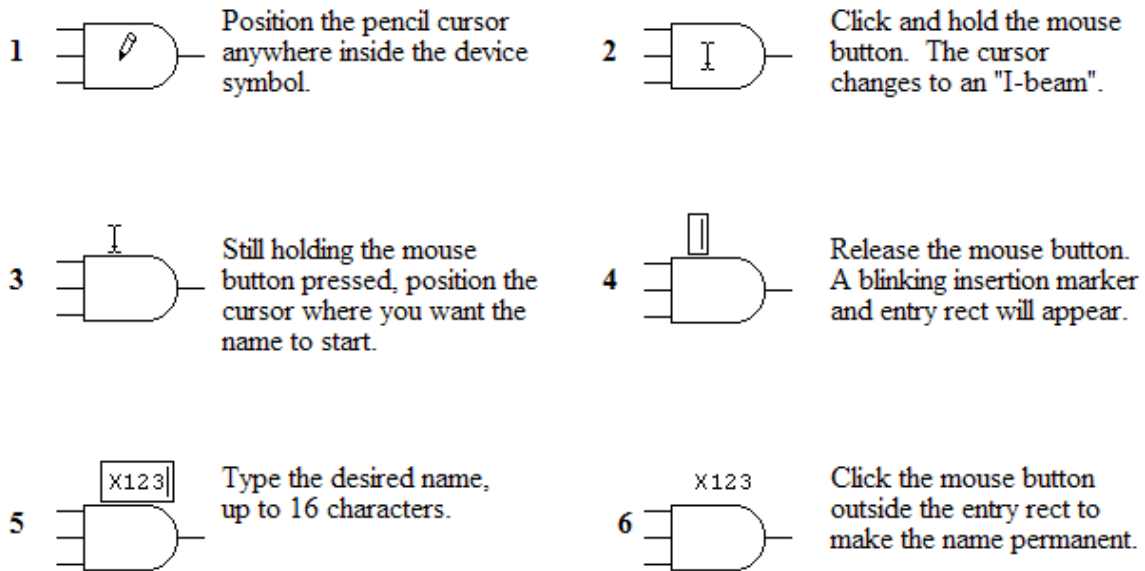 1
Position the pencil cursor
anywhere inside the device
symbol.
2
Click and hold the mouse
button.  The cursor
changes to an "I-beam".
3
Still holding the mouse
button pressed, position the
cursor where you want the
name to start.
4
Release the mouse button.
A blinking insertion marker
and entry rect will appear.
X123
5
Type the desired name,
up to 16 characters.
X123
6
Click the mouse button
outside the entry rect to
make the name permanent.